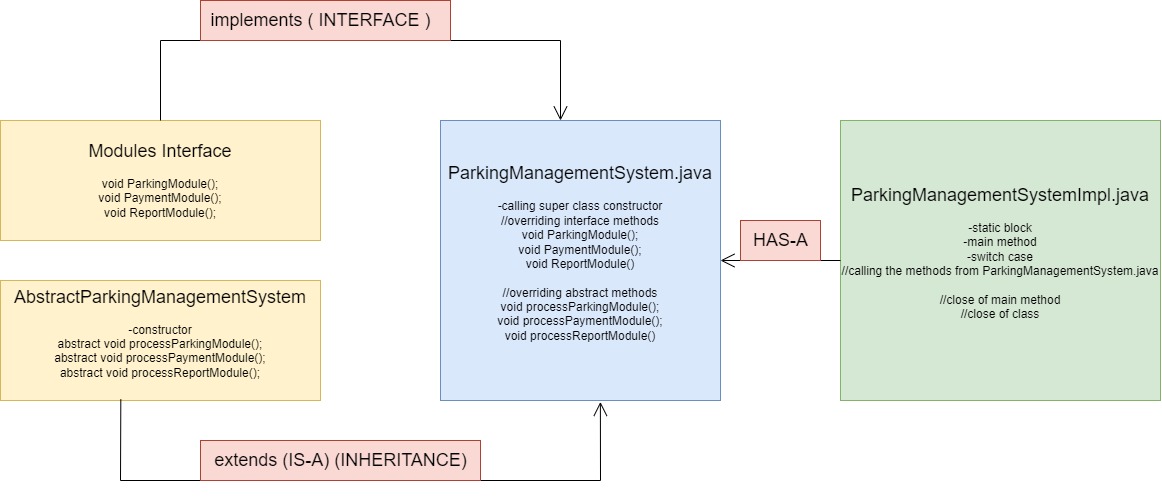 implements ( INTERFACE )
Modules Interface
void ParkingModule();
void PaymentModule();
void ReportModule();
AbstractParkingManagementSystem
-constructor
abstract void processParkingModule();
abstract void processPaymentModule();
abstract void processReportModule();
extends (IS-A) (INHERITANCE)
ParkingManagementSystem.java
-calling super class constructor
//overriding interface methods
void ParkingModule();
void PaymentModule();
void ReportModule()
//overriding abstract methods
void processParkingModule();
void processPaymentModule();
void processReportModule()
HAS-A
ParkingManagementSystemImpl.java
-static block
-main method
-switch case
//calling the methods from ParkingManagementSystem.java
//close of main method
//close of class